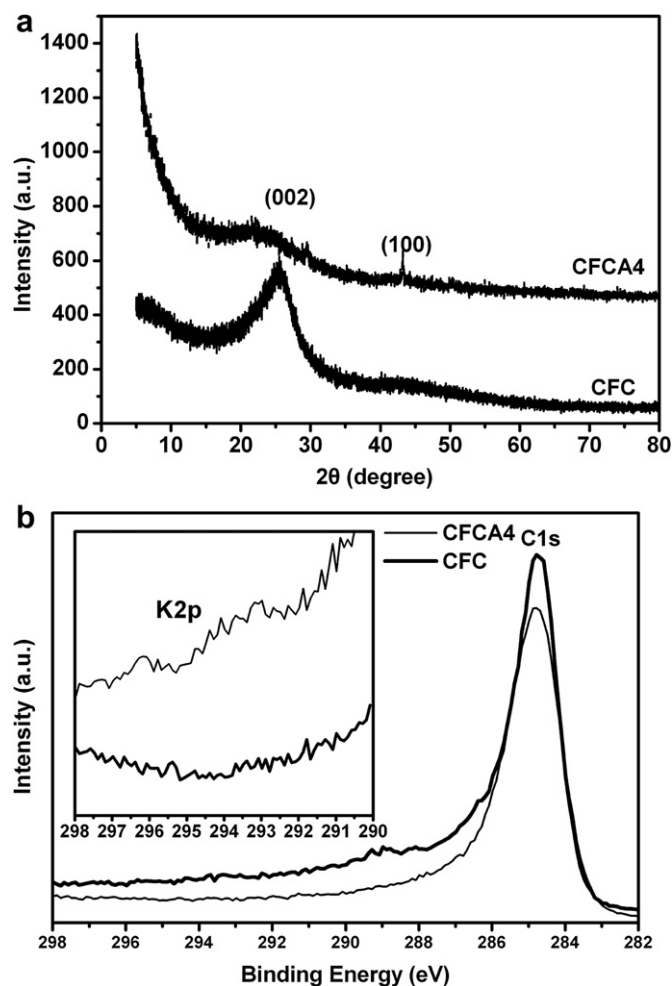 a
1400
1200
1000
800
600
400
200
0
Intensity (a.u.)
(002)
(100)
CFCA4
CFC
0 10 20 30 40 50 60 70 80
2θ (degree)
b
CFCA4
CFC
C1s
K2p
298 297 296 295 294 293 292 291 290
Intensity (a.u.)
298 296 294 292 290 288 286 284 282
Binding Energy (eV)